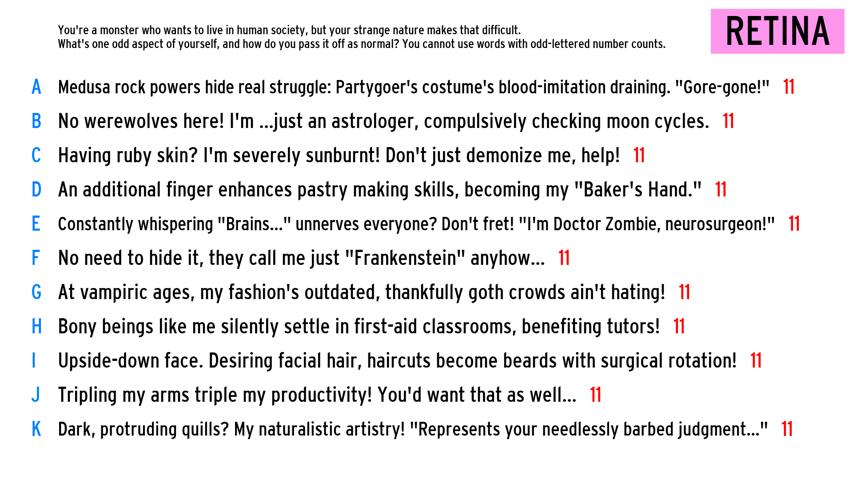 You're a monster who wants to live in human society, but your strange nature makes that difficult.
What's one odd aspect of yourself, and how do you pass it off as normal? You cannot use words with odd-lettered number counts.
RETINA
A Medusa rock powers hide real struggle: Partygoer's costume's blood-imitation draining. "Gore-gone!" 11
B No werewolves here! I'm ...just an astrologer, compulsively checking moon cycles. 11
C Having ruby skin? I'm severely sunburnt! Don't just demonize me, help! 11
D An additional finger enhances pastry making skills, becoming my "Baker's Hand." 11
E Constantly whispering "Brains..." unnerves everyone? Don't fret! "I'm Doctor Zombie, neurosurgeon!" 11
F No need to hide it, they call me just "Frankenstein" anyhow... 11
G At vampiric ages, my fashion's outdated, thankfully goth crowds ain't hating! 11
H Bony beings like me silently settle in first-aid classrooms, benefiting tutors! 11
I Upside-down face. Desiring facial hair, haircuts become beards with surgical rotation! 11
J Tripling my arms triple my productivity! You'd want that as well... 11
K Dark, protruding quills? My naturalistic artistry! "Represents your needlessly barbed judgment..." 11